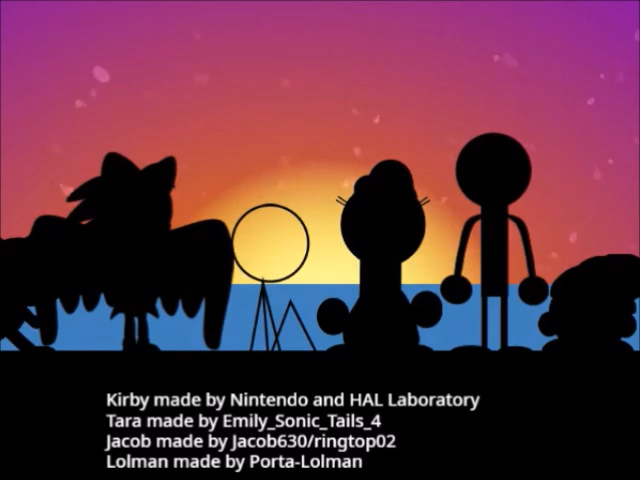 Kirby made by Nintendo and HAL Laboratory
Tara made by Emily_Sonic_Tails_4
Jacob made by Jacob630/ringtop02
Lolman made by Porta-Lolman